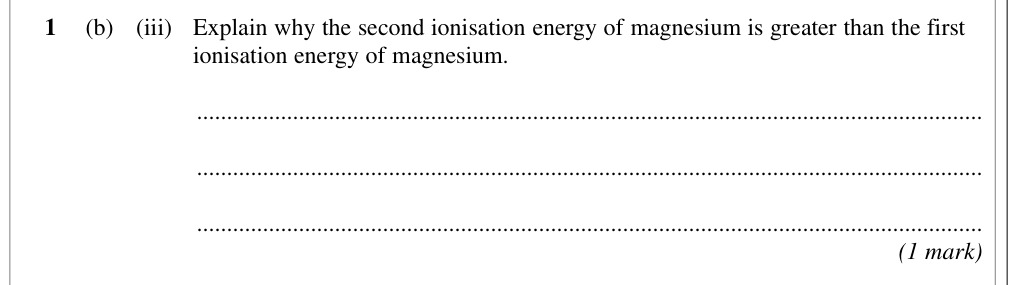 1 (b) (iii) Explain why the second ionisation energy of magnesium is greater than the first
ionisation energy of magnesium.
................................................................................
................................................................................
................................................................................
(1 mark)